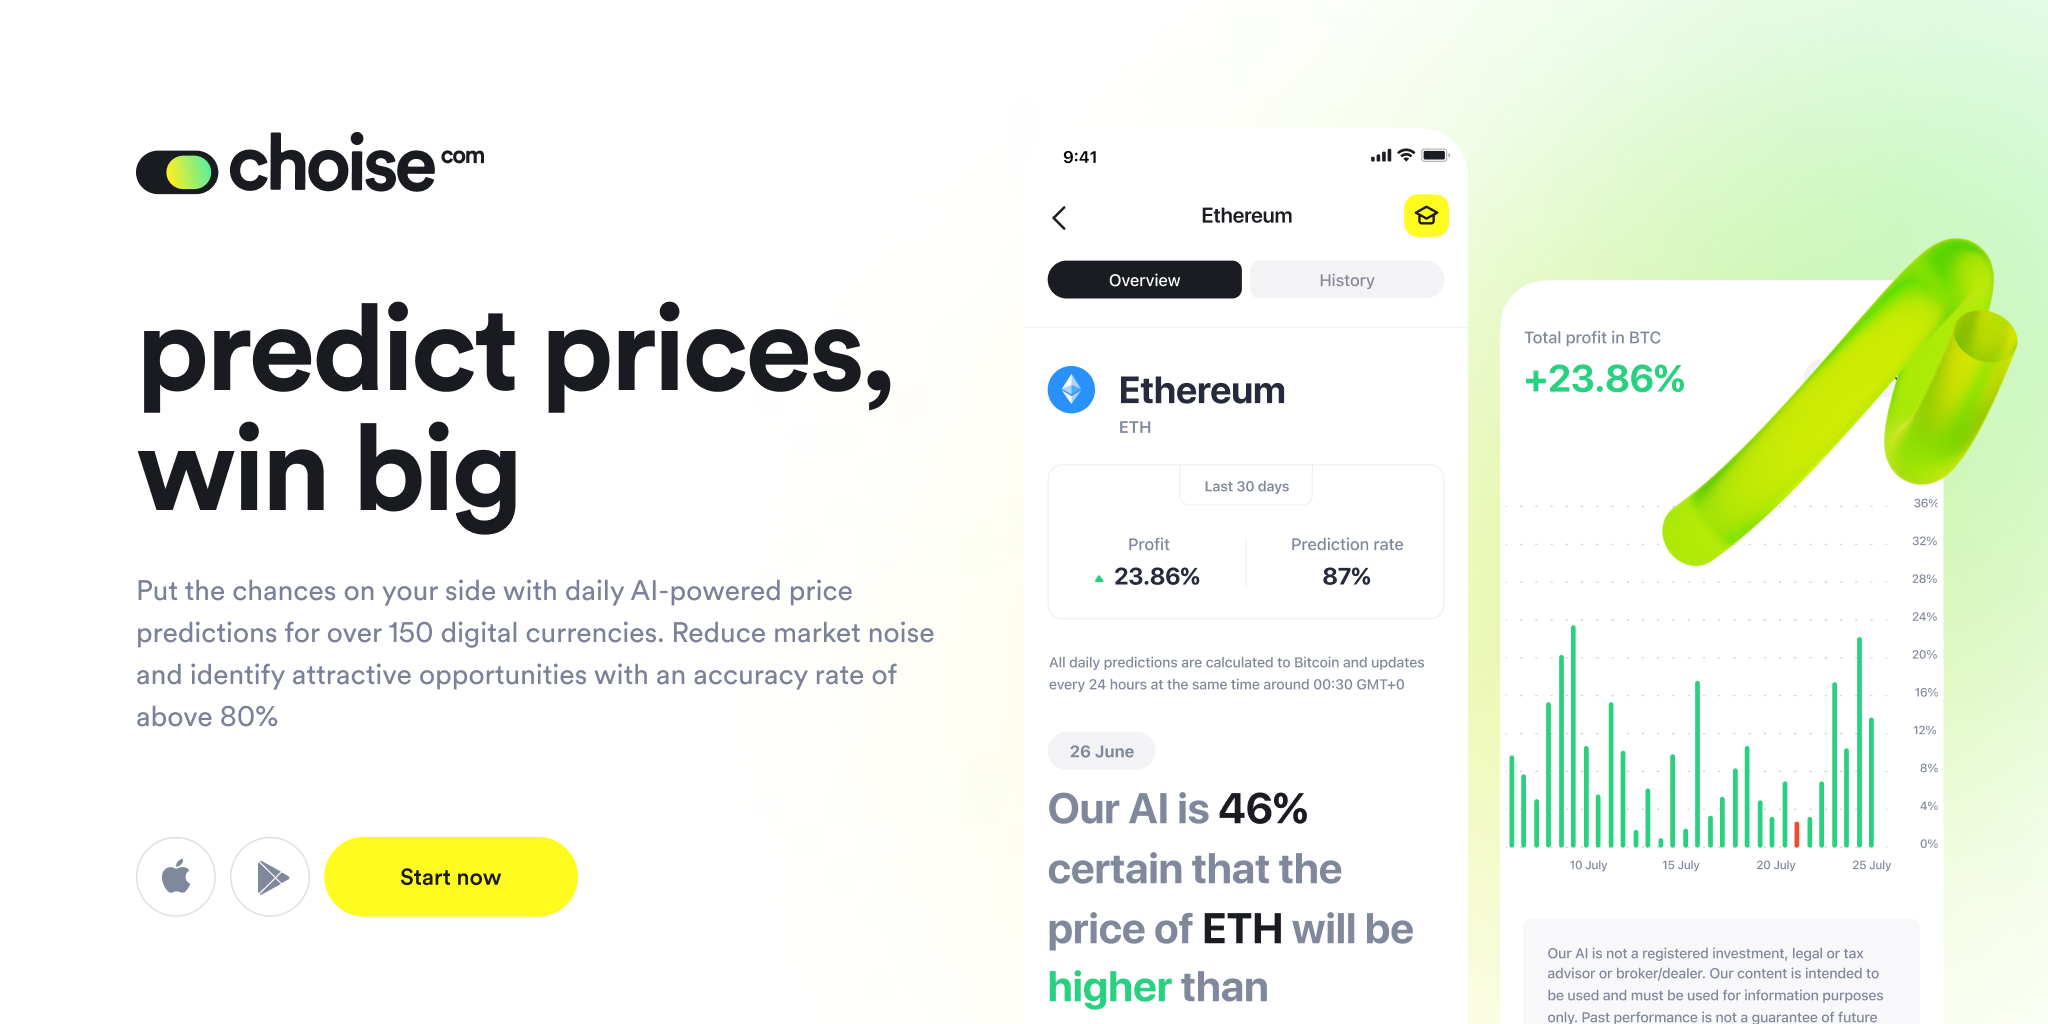 choise com
predict prices,
win big
Put the chances on your side with daily AI-powered price
predictions for over 150 digital currencies. Reduce market noise
and identify attractive opportunities with an accuracy rate of
above 80%
Start now
9:41
Ethereum
Overview
History
Ethereum
ETH
Last 30 days
Profit
23.86%
Prediction rate
87%
All daily predictions are calculated to Bitcoin and updates
every 24 hours at the same time around 00:30 GMT+0
26 June
Our AI is 46%
certain that the
price of ETH will be
higher than
Total profit in BTC
+23.86%
36%
32%
28%
24%
20%
16%
12%
8%
4%
0%
10 July
15 July
20 July
25 July
Our AI is not a registered investment, legal or tax
advisor or broker/dealer. Our content is intended to
be used and must be used for information purposes
only. Past performance is not a guarantee of future